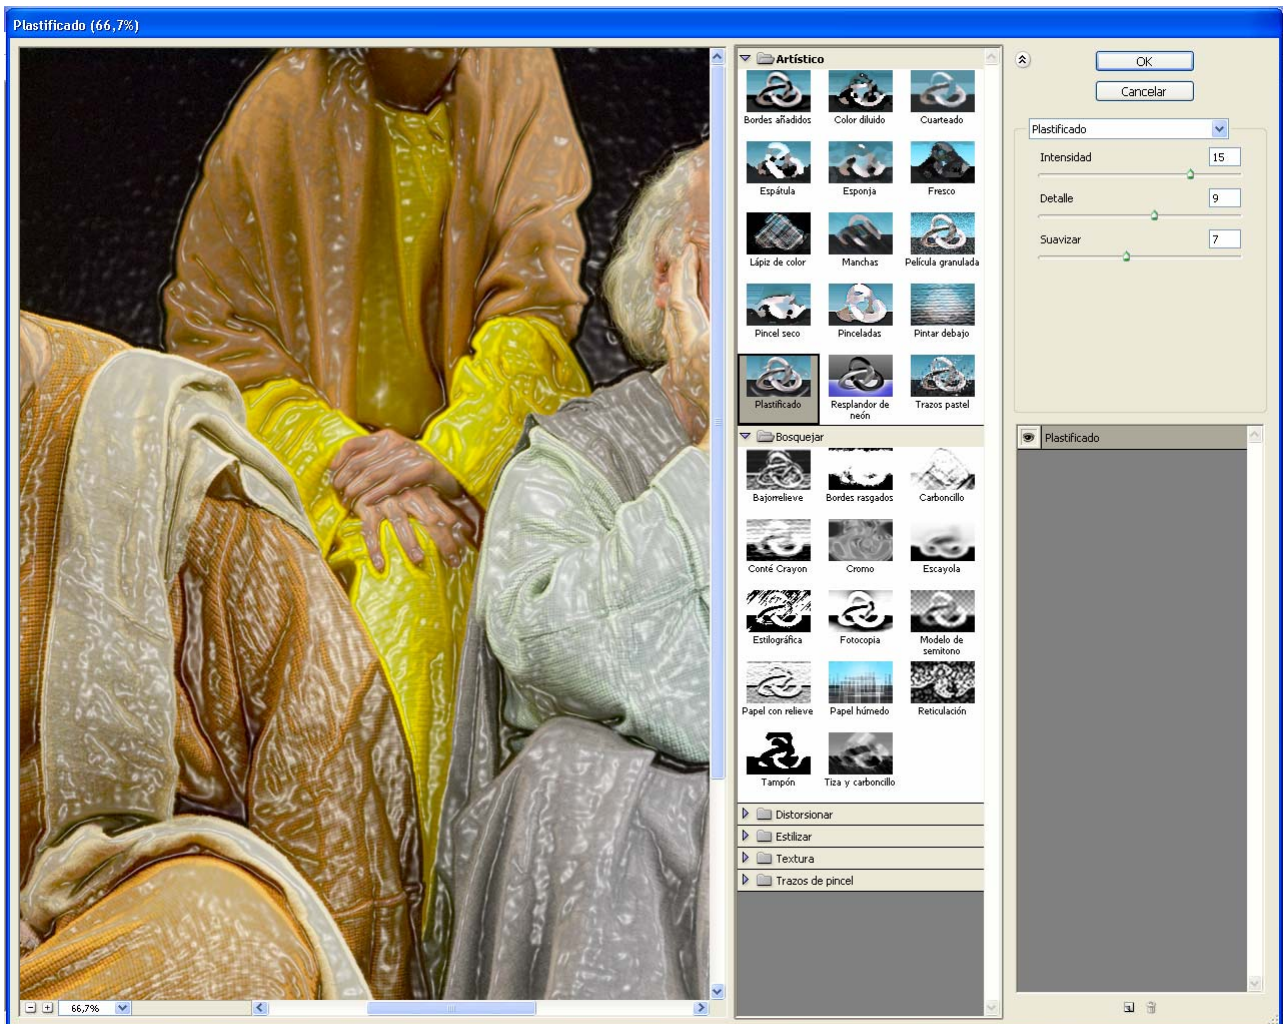 Plastificado (66,7%)
Artístico
Bordes añadidos
Color diluido
Cuarteado
Espátula
Esponja
Fresco
Lápiz de color
Manchas
Película granulada
Pincel seco
Pinceladas
Pintar debajo
Plastificado
Resplandor de
neón
Trazos pastel
Bosquejar
Bajorrelieve
Bordes rasgados
Carboncillo
Conté Crayon
Cromo
Escayola
Estilográfica
Fotocopia
Modelo de
semitono
Papel con relieve
Papel húmedo
Reticulación
Tampón
Tiza y carboncillo
Distorsionar
Estilizar
Textura
Trazos de pincel
OK
Cancelar
Plastificado
Intensidad 15
Detalle 9
Suavizar 7
Plastificado
66,7%